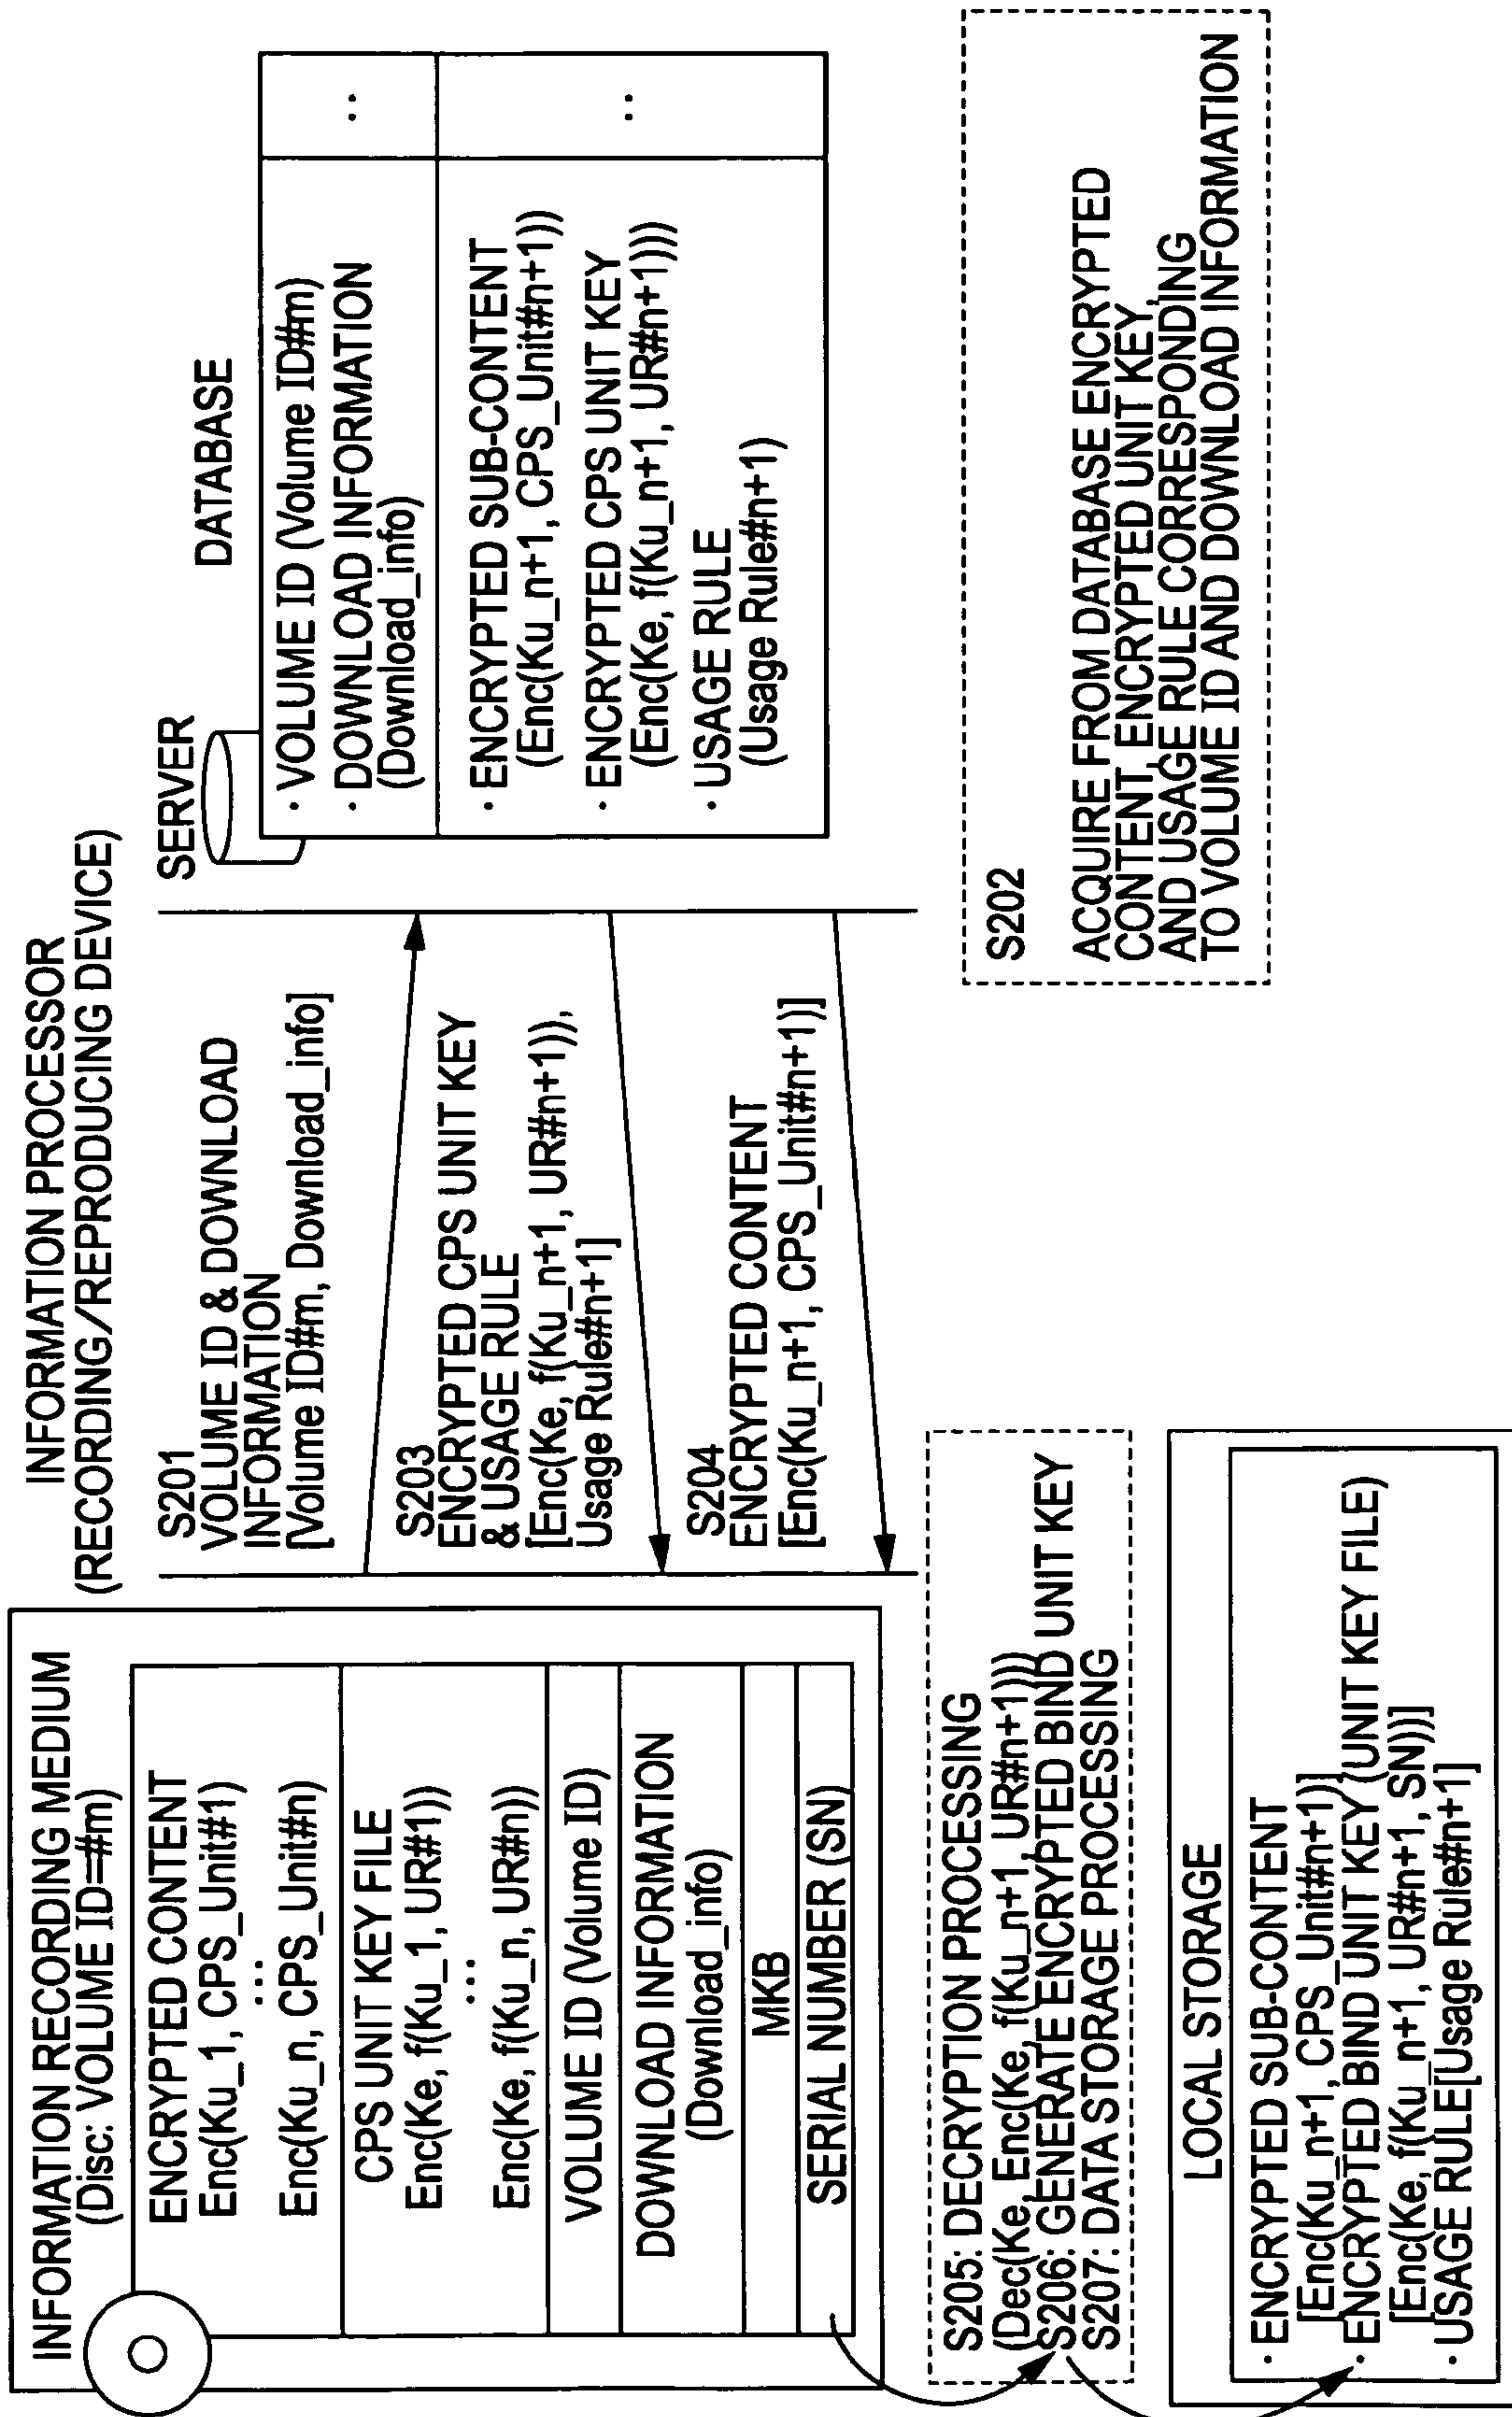 INFORMATION PROCESSOR
(RECORDING/REPRODUCING DEVICE)
INFORMATION RECORDING MEDIUM
(Disc: VOLUME ID=#m)
ENCRYPTED CONTENT
Enc(Ku_1, CPS_Unit#1)
⋮
Enc(Ku_n, CPS_Unit#n)
CPS UNIT KEY FILE
Enc(Ke, f(Ku_1, UR#1))
⋮
Enc(Ke, f(Ku_n, UR#n))
VOLUME ID (Volume ID)
DOWNLOAD INFORMATION
(Download_info)
MKB
SERIAL NUMBER (SN)
S201
VOLUME ID & DOWNLOAD
INFORMATION
[Volume ID#m, Download_info]
S203
ENCRYPTED CPS UNIT KEY
& USAGE RULE
[Enc(Ke, f(Ku_n+1, UR#n+1)),
Usage Rule#n+1]
S204
ENCRYPTED CONTENT
[Enc(Ku_n+1, CPS_Unit#n+1)]
SERVER
DATABASE
· VOLUME ID (Volume ID#m)
· DOWNLOAD INFORMATION
(Download_info)
:
· ENCRYPTED SUB-CONTENT
(Enc(Ku_n+1, CPS_Unit#n+1))
· ENCRYPTED CPS UNIT KEY
(Enc(Ke, f(Ku_n+1, UR#n+1)))
· USAGE RULE
(Usage Rule#n+1)
:
S205: DECRYPTION PROCESSING
(Dec(Ke, Enc(Ke, f(Ku_n+1, UR#n+1)))
S206: GENERATE ENCRYPTED BIND UNIT KEY
S207: DATA STORAGE PROCESSING
S202
ACQUIRE FROM DATABASE ENCRYPTED
CONTENT, ENCRYPTED UNIT KEY,
AND USAGE RULE CORRESPONDING
TO VOLUME ID AND DOWNLOAD INFORMATION
LOCAL STORAGE
· ENCRYPTED SUB-CONTENT
[Enc(Ku_n+1, CPS_Unit#n+1))]
· ENCRYPTED BIND UNIT KEY (UNIT KEY FILE)
[Enc(Ke, f(Ku_n+1, UR#n+1, SN))]
· USAGE RULE[Usage Rule#n+1]